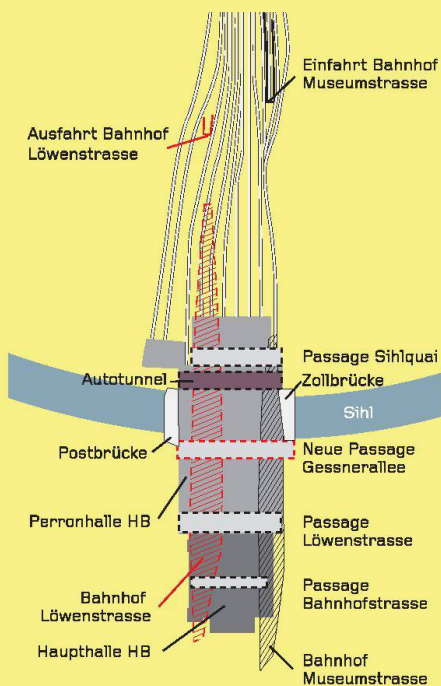 Einfahrt Bahnhof
Museumstrasse
Ausfahrt Bahnhof
Löwenstrasse
Passage Sihlquai
Autotunnel
Zollbrücke
Sihl
Postbrücke
Neue Passage
Gessnerallee
Perronhalle HB
Passage
Löwenstrasse
Bahnhof
Löwenstrasse
Passage
Bahnhofstrasse
Haupthalle HB
Bahnhof
Museumstrasse